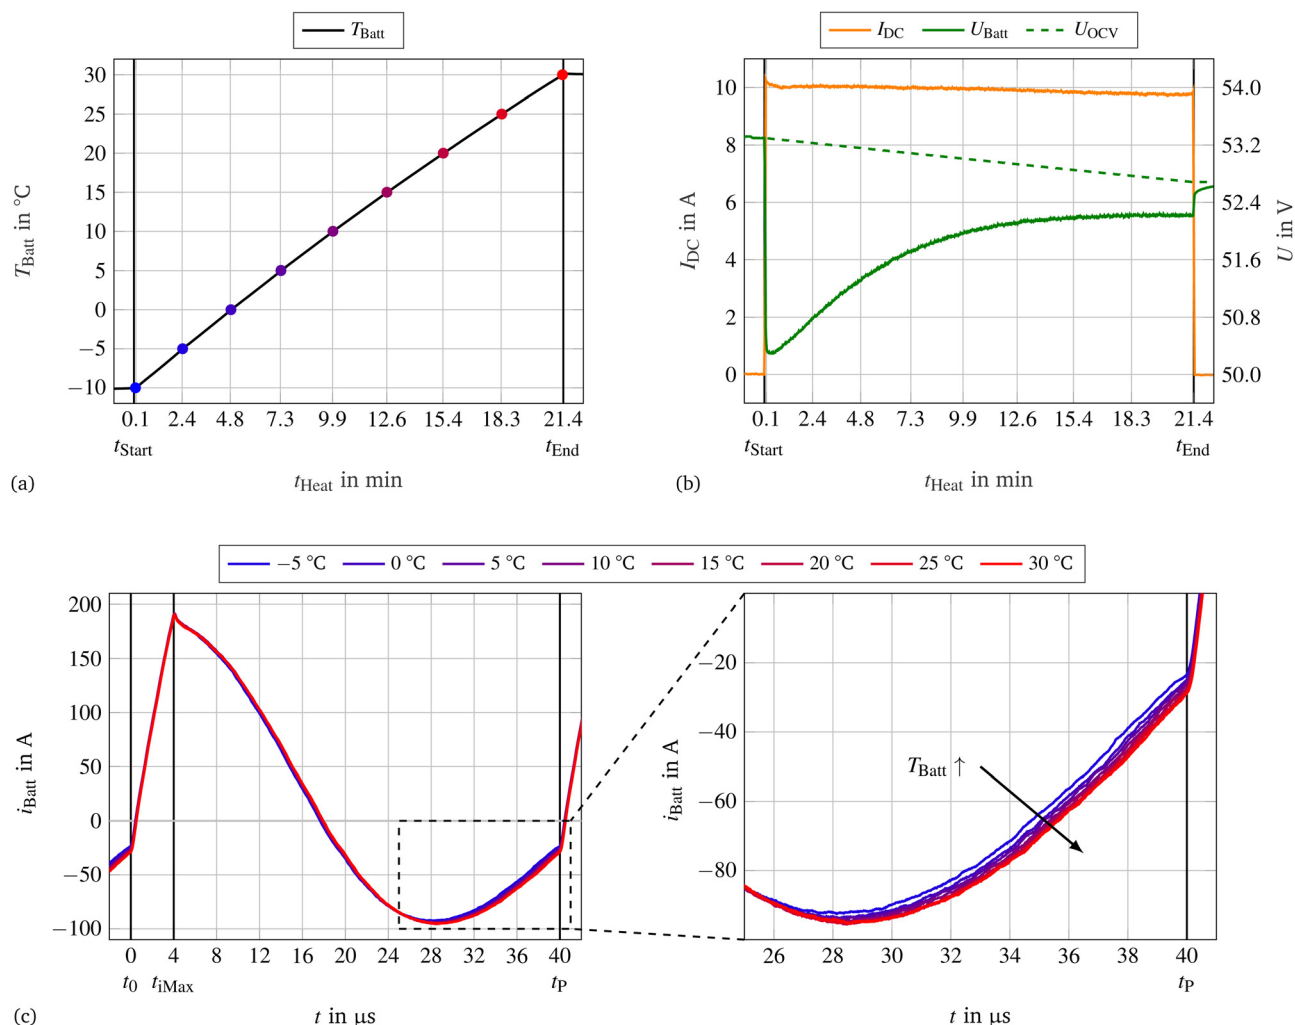 (a)
T_Batt
30
25
20
15
10
5
0
−5
−10
T_Batt in °C
0.1 2.4 4.8 7.3 9.9 12.6 15.4 18.3 21.4
t_Start t_End
t_Heat in min
(b)
I_DC U_Batt U_OCV
10
8
6
4
2
0
I_DC in A
54.0
53.2
52.4
51.6
50.8
50.0
U in V
0.1 2.4 4.8 7.3 9.9 12.6 15.4 18.3 21.4
t_Start t_End
t_Heat in min
(c)
−5 °C 0 °C 5 °C 10 °C 15 °C 20 °C 25 °C 30 °C
200
150
100
50
0
−50
−100
i_Batt in A
0 4 8 12 16 20 24 28 32 36 40
t_0 t_iMax t_P
t in μs
−20
−40
−60
−80
i_Batt in A
T_Batt ↑
26 28 30 32 34 36 38 40
t_P
t in μs